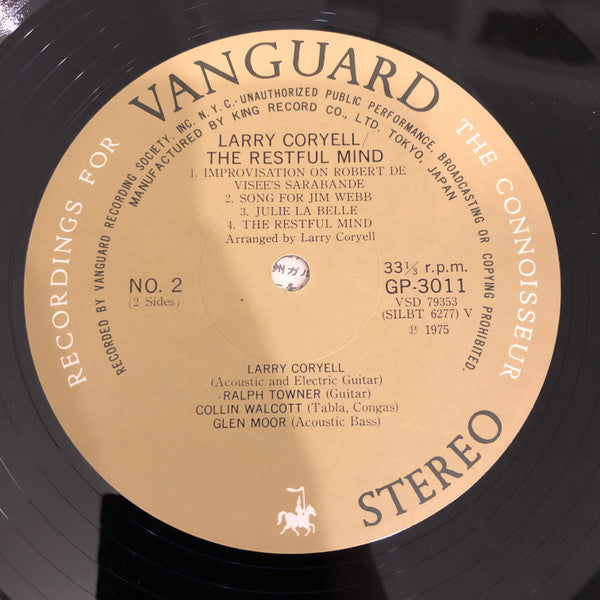 VANGUARD
RECORDINGS FOR THE CONNOISSEUR
RECORDED BY VANGUARD RECORDING SOCIETY, INC. N.Y.C.·UNAUTHORIZED PUBLIC PERFORMANCE, BROADCASTING OR COPYING PROHIBITED.
MANUFACTURED BY KING RECORD CO., LTD. TOKYO, JAPAN
LARRY CORYELL/
THE RESTFUL MIND
1. IMPROVISATION ON ROBERT DE
VISEE'S SARABANDE
2. SONG FOR JIM WEBB
3. JULIE LA BELLE
4. THE RESTFUL MIND
Arranged by Larry Coryell
州ガル
NO. 2
(2 Sides)
33⅓ r.p.m.
GP-3011
VSD 79353
(SILBT 6277) V
℗ 1975
LARRY CORYELL
(Acoustic and Electric Guitar)
RALPH TOWNER (Guitar)
COLLIN WALCOTT (Tabla, Congas)
GLEN MOOR (Acoustic Bass)
STEREO